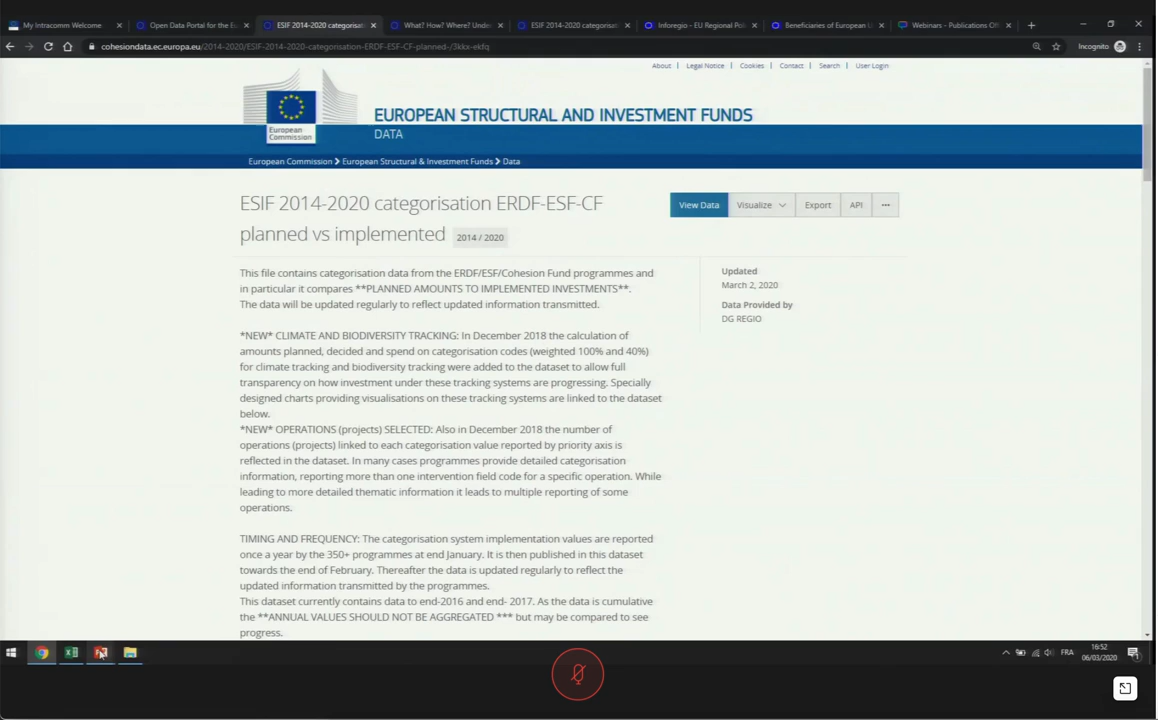 My Intracomm Welcome
Open Data Portal for the Eu
ESIF 2014-2020 categorisat
What? How? Where? Unde
ESIF 2014-2020 categorisat
Inforegio - EU Regional Poli
Beneficiaries of European U
Webinars - Publications Off
cohesiondata.ec.europa.eu/2014-2020/ESIF-2014-2020-categorisation-ERDF-ESF-CF-planned-/3kkx-ekfq
Incognito
About | Legal Notice | Cookies | Contact | Search | User Login
European
Commission
EUROPEAN STRUCTURAL AND INVESTMENT FUNDS
DATA
European Commission > European Structural & Investment Funds > Data
ESIF 2014-2020 categorisation ERDF-ESF-CF
planned vs implemented 2014 / 2020
View Data
Visualize
Export
API
This file contains categorisation data from the ERDF/ESF/Cohesion Fund programmes and
in particular it compares **PLANNED AMOUNTS TO IMPLEMENTED INVESTMENTS**.
The data will be updated regularly to reflect updated information transmitted.
Updated
March 2, 2020
Data Provided by
DG REGIO
*NEW* CLIMATE AND BIODIVERSITY TRACKING: In December 2018 the calculation of
amounts planned, decided and spend on categorisation codes (weighted 100% and 40%)
for climate tracking and biodiversity tracking were added to the dataset to allow full
transparency on how investment under these tracking systems are progressing. Specially
designed charts providing visualisations on these tracking systems are linked to the dataset
below.
*NEW* OPERATIONS (projects) SELECTED: Also in December 2018 the number of
operations (projects) linked to each categorisation value reported by priority axis is
reflected in the dataset. In many cases programmes provide detailed categorisation
information, reporting more than one intervention field code for a specific operation. While
leading to more detailed thematic information it leads to multiple reporting of some
operations.
TIMING AND FREQUENCY: The categorisation system implementation values are reported
once a year by the 350+ programmes at end January. It is then published in this dataset
towards the end of February. Thereafter the data is updated regularly to reflect the
updated information transmitted by the programmes.
This dataset currently contains data to end-2016 and end- 2017. As the data is cumulative
the **ANNUAL VALUES SHOULD NOT BE AGGREGATED *** but may be compared to see
progress.
FRA
16:52
06/03/2020